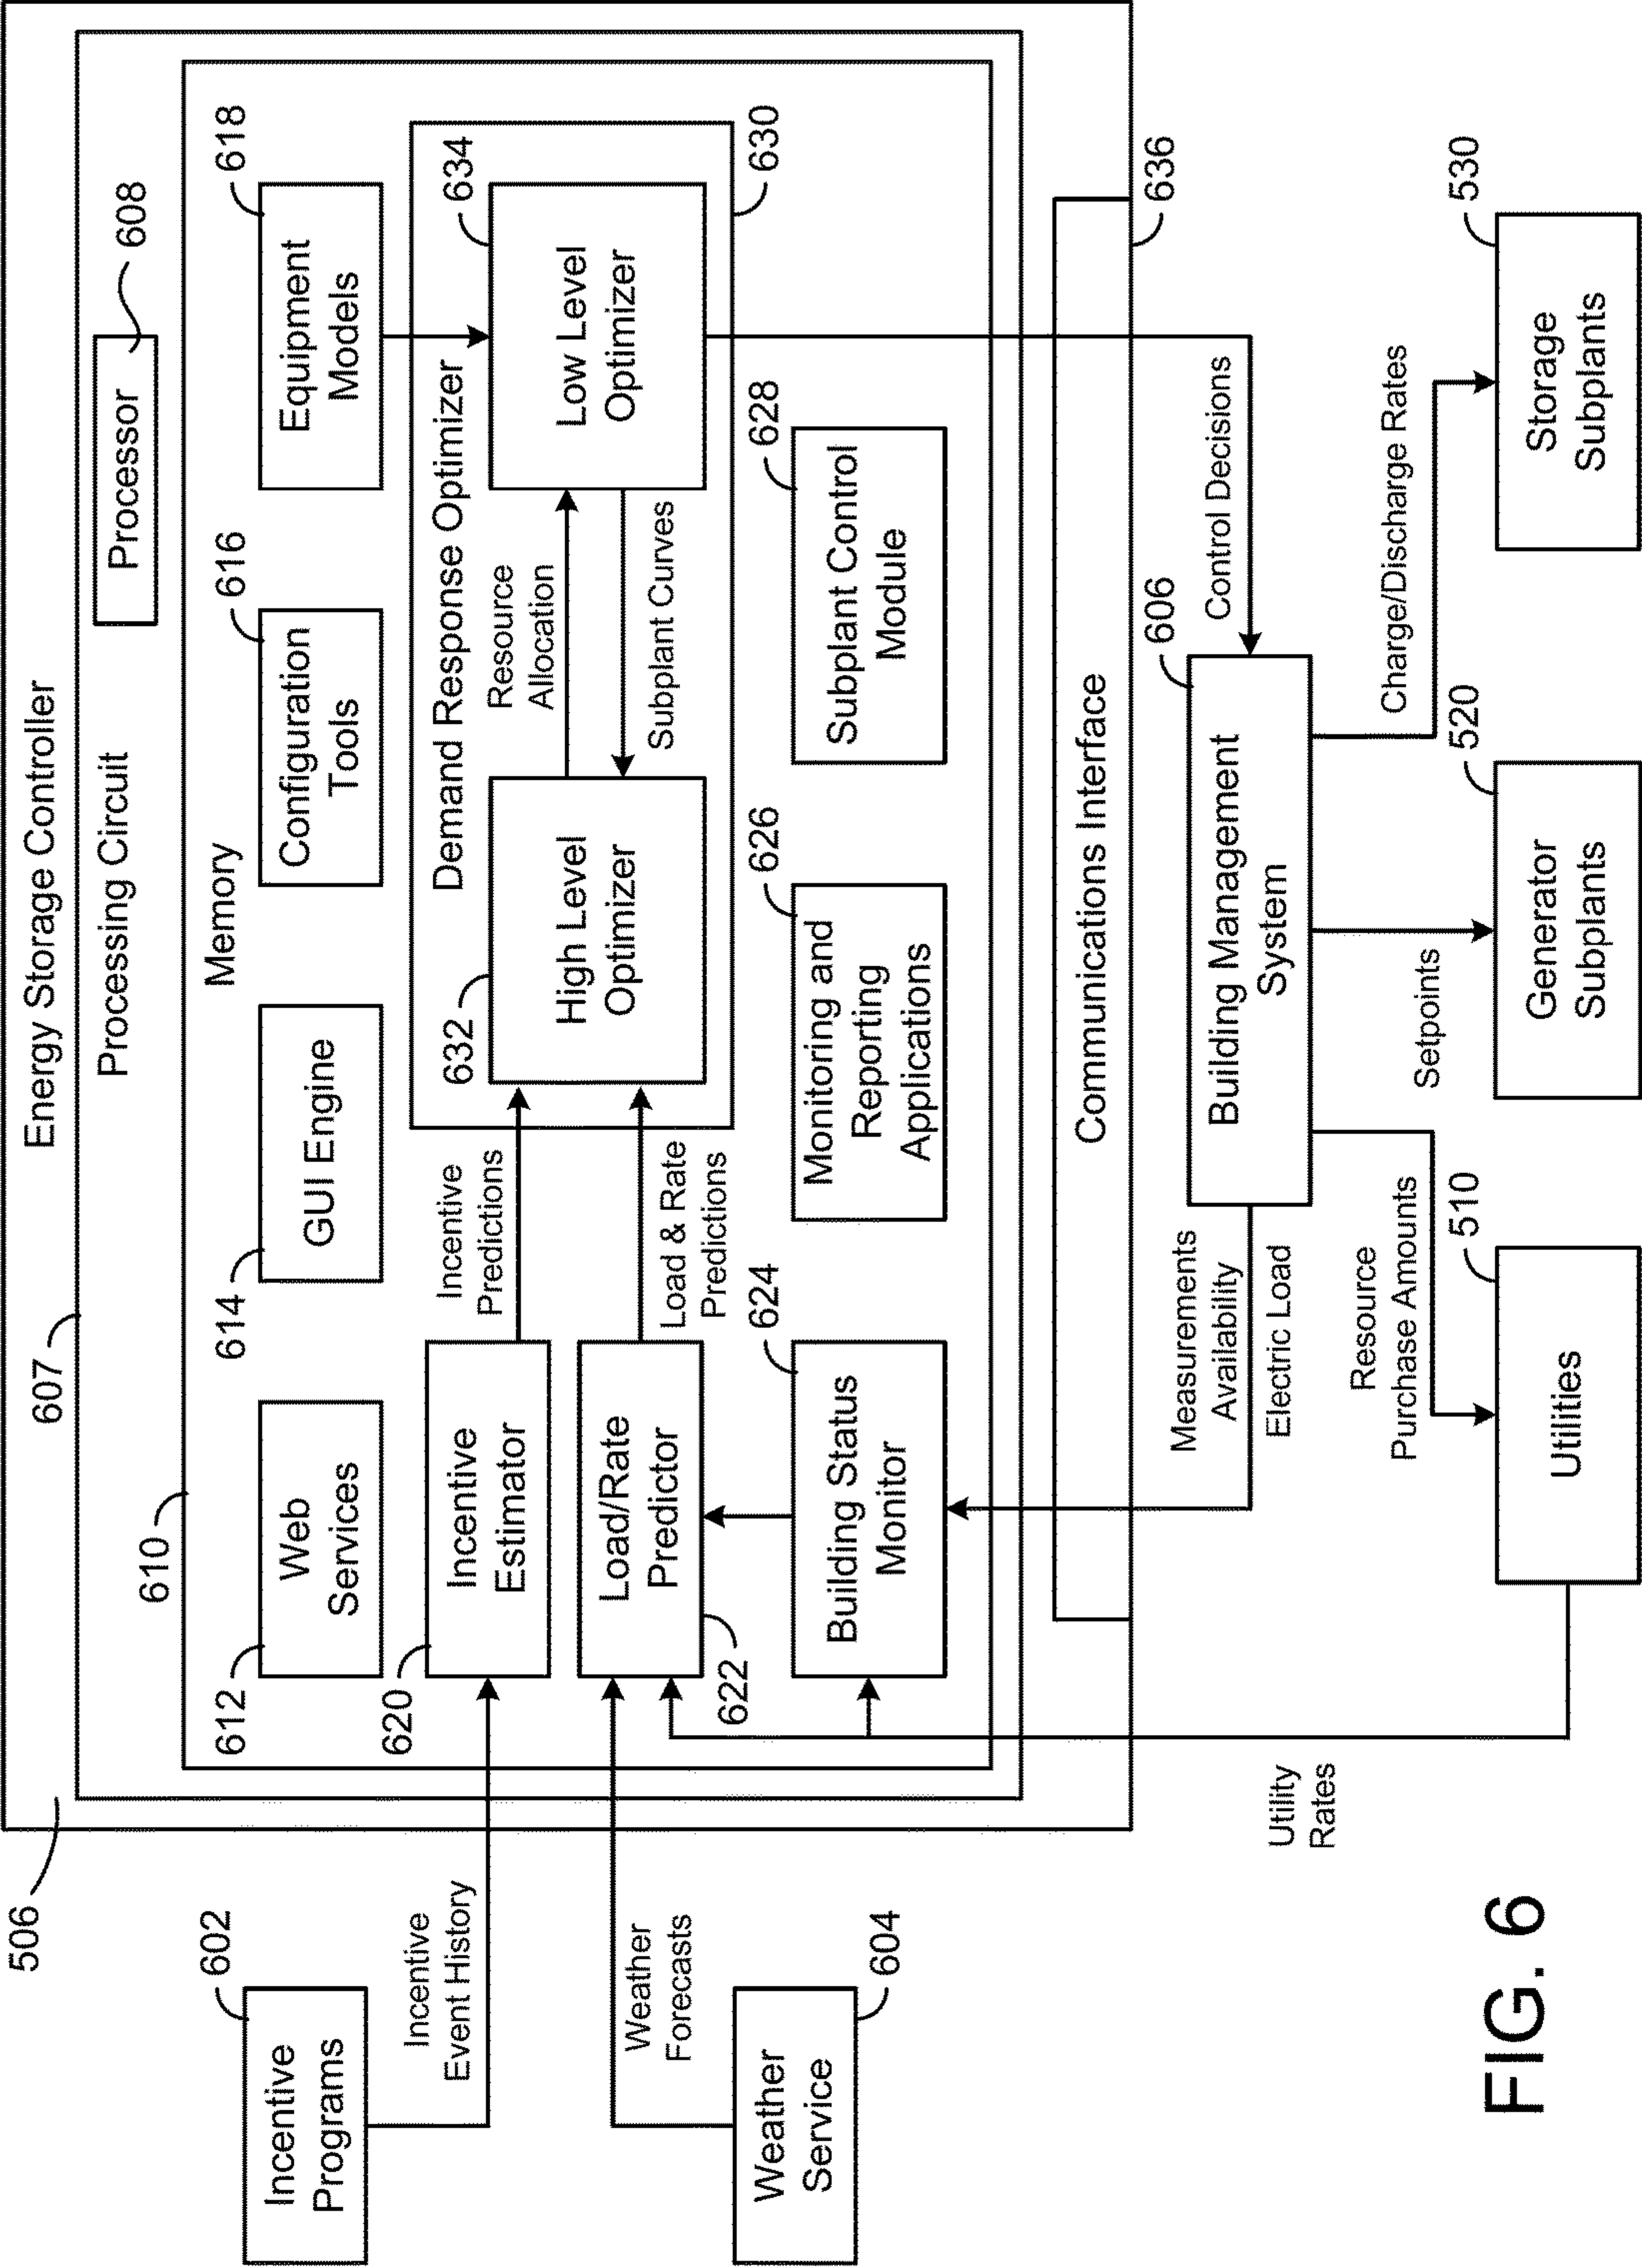 506
Energy Storage Controller
607
Processing Circuit
Processor
608
610
Memory
612
Web
Services
614
GUI Engine
616
Configuration
Tools
618
Equipment
Models
602
Incentive
Programs
Incentive
Event History
620
Incentive
Estimator
Incentive
Predictions
Demand Response Optimizer
630
632
High Level
Optimizer
Resource
Allocation
Subplant Curves
634
Low Level
Optimizer
Weather
Forecasts
604
Weather
Service
Load/Rate
Predictor
622
Load & Rate
Predictions
624
Building Status
Monitor
626
Monitoring and
Reporting
Applications
628
Subplant Control
Module
Communications Interface
636
Measurements
Availability
Electric Load
606
Building Management
System
Control Decisions
Utility
Rates
Resource
Purchase Amounts
Setpoints
Charge/Discharge Rates
510
Utilities
520
Generator
Subplants
530
Storage
Subplants
FIG. 6